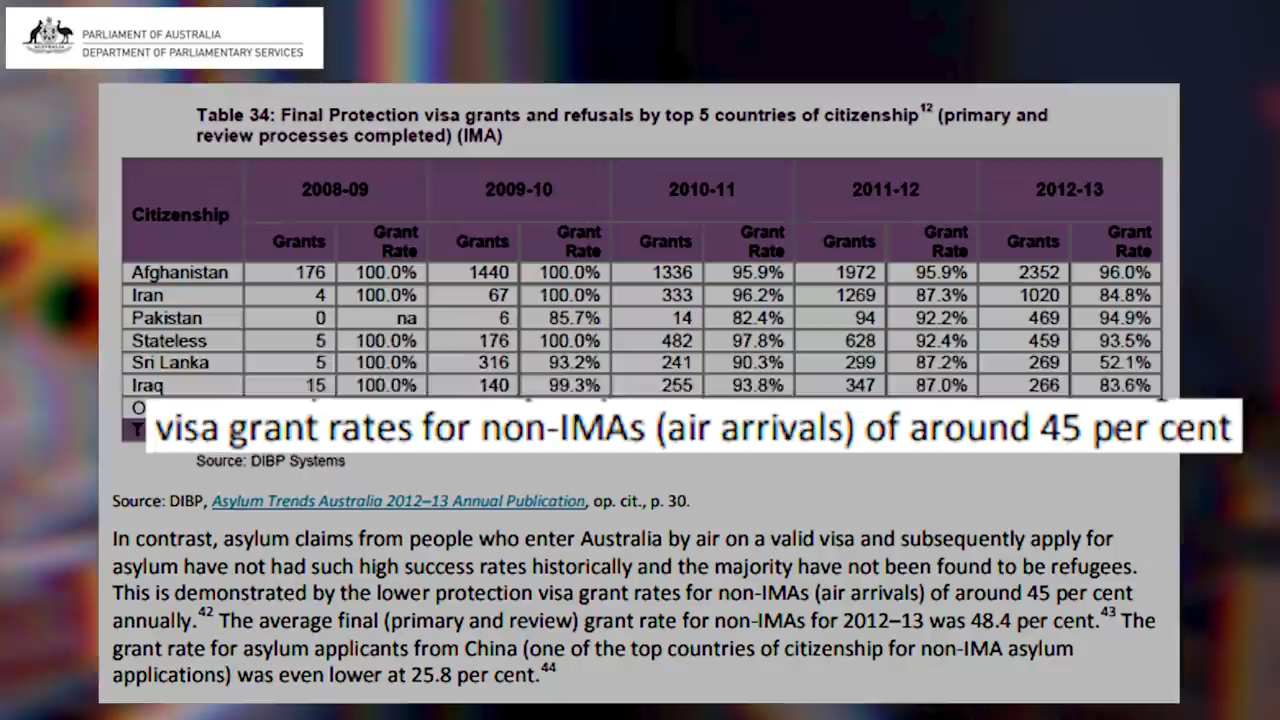 PARLIAMENT OF AUSTRALIA
DEPARTMENT OF PARLIAMENTARY SERVICES
Table 34: Final Protection visa grants and refusals by top 5 countries of citizenship12 (primary and
review processes completed) (IMA)
Citizenship 2008-09 2009-10 2010-11 2011-12 2012-13
Grants Grant Rate Grants Grant Rate Grants Grant Rate Grants Grant Rate Grants Grant Rate
Afghanistan 176 100.0% 1440 100.0% 1336 95.9% 1972 95.9% 2352 96.0%
Iran 4 100.0% 67 100.0% 333 96.2% 1269 87.3% 1020 84.8%
Pakistan 0 na 6 85.7% 14 82.4% 94 92.2% 469 94.9%
Stateless 5 100.0% 176 100.0% 482 97.8% 628 92.4% 459 93.5%
Sri Lanka 5 100.0% 316 93.2% 241 90.3% 299 87.2% 269 52.1%
Iraq 15 100.0% 140 99.3% 255 93.8% 347 87.0% 266 83.6%
visa grant rates for non-IMAs (air arrivals) of around 45 per cent
Source: DIBP Systems
Source: DIBP, Asylum Trends Australia 2012–13 Annual Publication, op. cit., p. 30.
In contrast, asylum claims from people who enter Australia by air on a valid visa and subsequently apply for
asylum have not had such high success rates historically and the majority have not been found to be refugees.
This is demonstrated by the lower protection visa grant rates for non-IMAs (air arrivals) of around 45 per cent
annually.42 The average final (primary and review) grant rate for non-IMAs for 2012–13 was 48.4 per cent.43 The
grant rate for asylum applicants from China (one of the top countries of citizenship for non-IMA asylum
applications) was even lower at 25.8 per cent.44